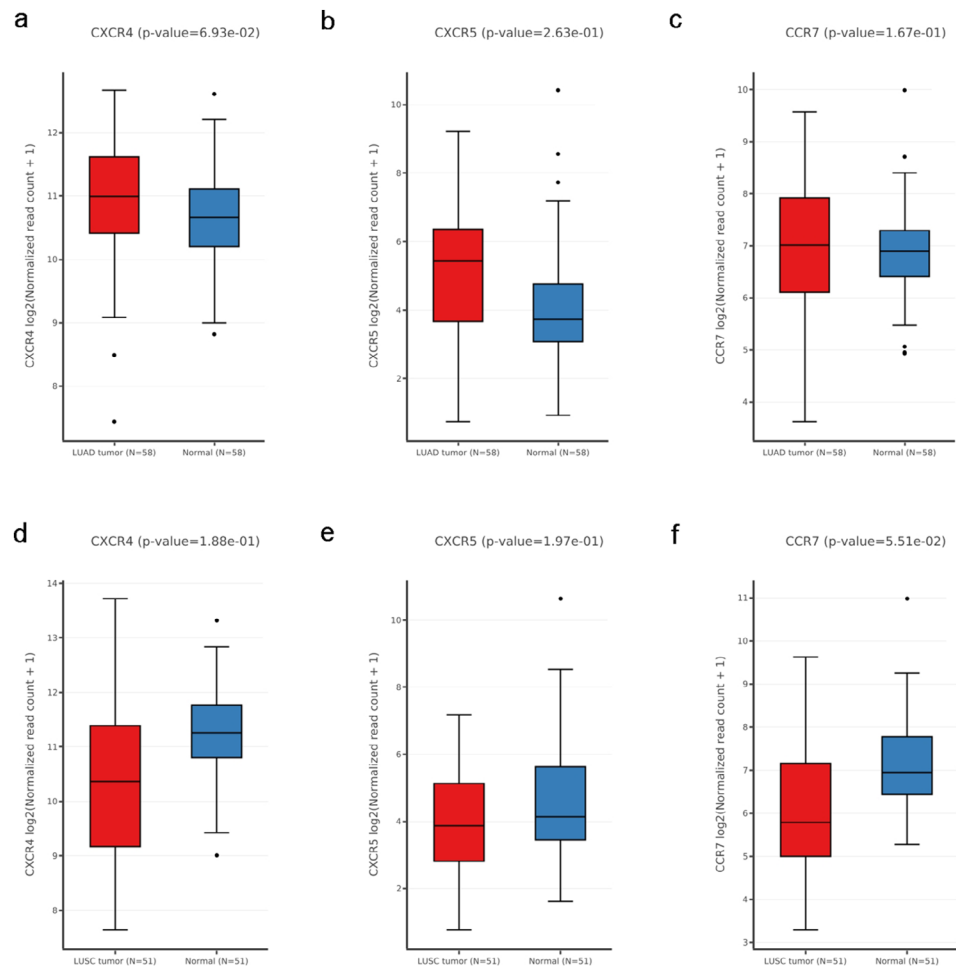 a
CXCR4 (p-value=6.93e-02)
CXCR4 log2(Normalized read count + 1)
12
11
10
9
8
LUAD tumor (N=58)
Normal (N=58)
b
CXCR5 (p-value=2.63e-01)
CXCR5 log2(Normalized read count + 1)
10
8
6
4
2
LUAD tumor (N=58)
Normal (N=58)
c
CCR7 (p-value=1.67e-01)
CCR7 log2(Normalized read count + 1)
10
9
8
7
6
5
4
LUAD tumor (N=58)
Normal (N=58)
d
CXCR4 (p-value=1.88e-01)
CXCR4 log2(Normalized read count + 1)
14
13
12
11
10
9
8
LUSC tumor (N=51)
Normal (N=51)
e
CXCR5 (p-value=1.97e-01)
CXCR5 log2(Normalized read count + 1)
10
8
6
4
2
LUSC tumor (N=51)
Normal (N=51)
f
CCR7 (p-value=5.51e-02)
CCR7 log2(Normalized read count + 1)
11
10
9
8
7
6
5
4
3
LUSC tumor (N=51)
Normal (N=51)